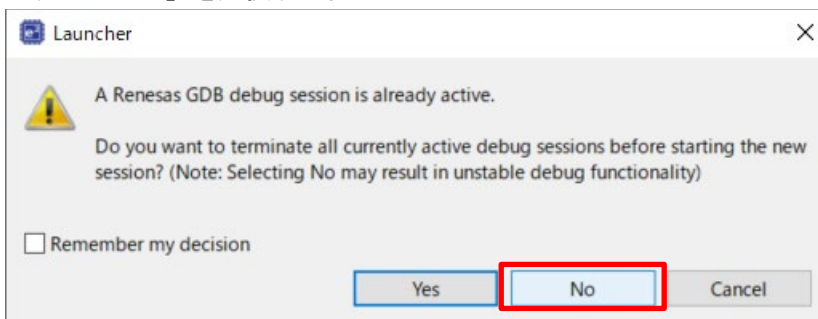 Launcher
A Renesas GDB debug session is already active.
Do you want to terminate all currently active debug sessions before starting the new
session? (Note: Selecting No may result in unstable debug functionality)
Remember my decision
Yes No Cancel